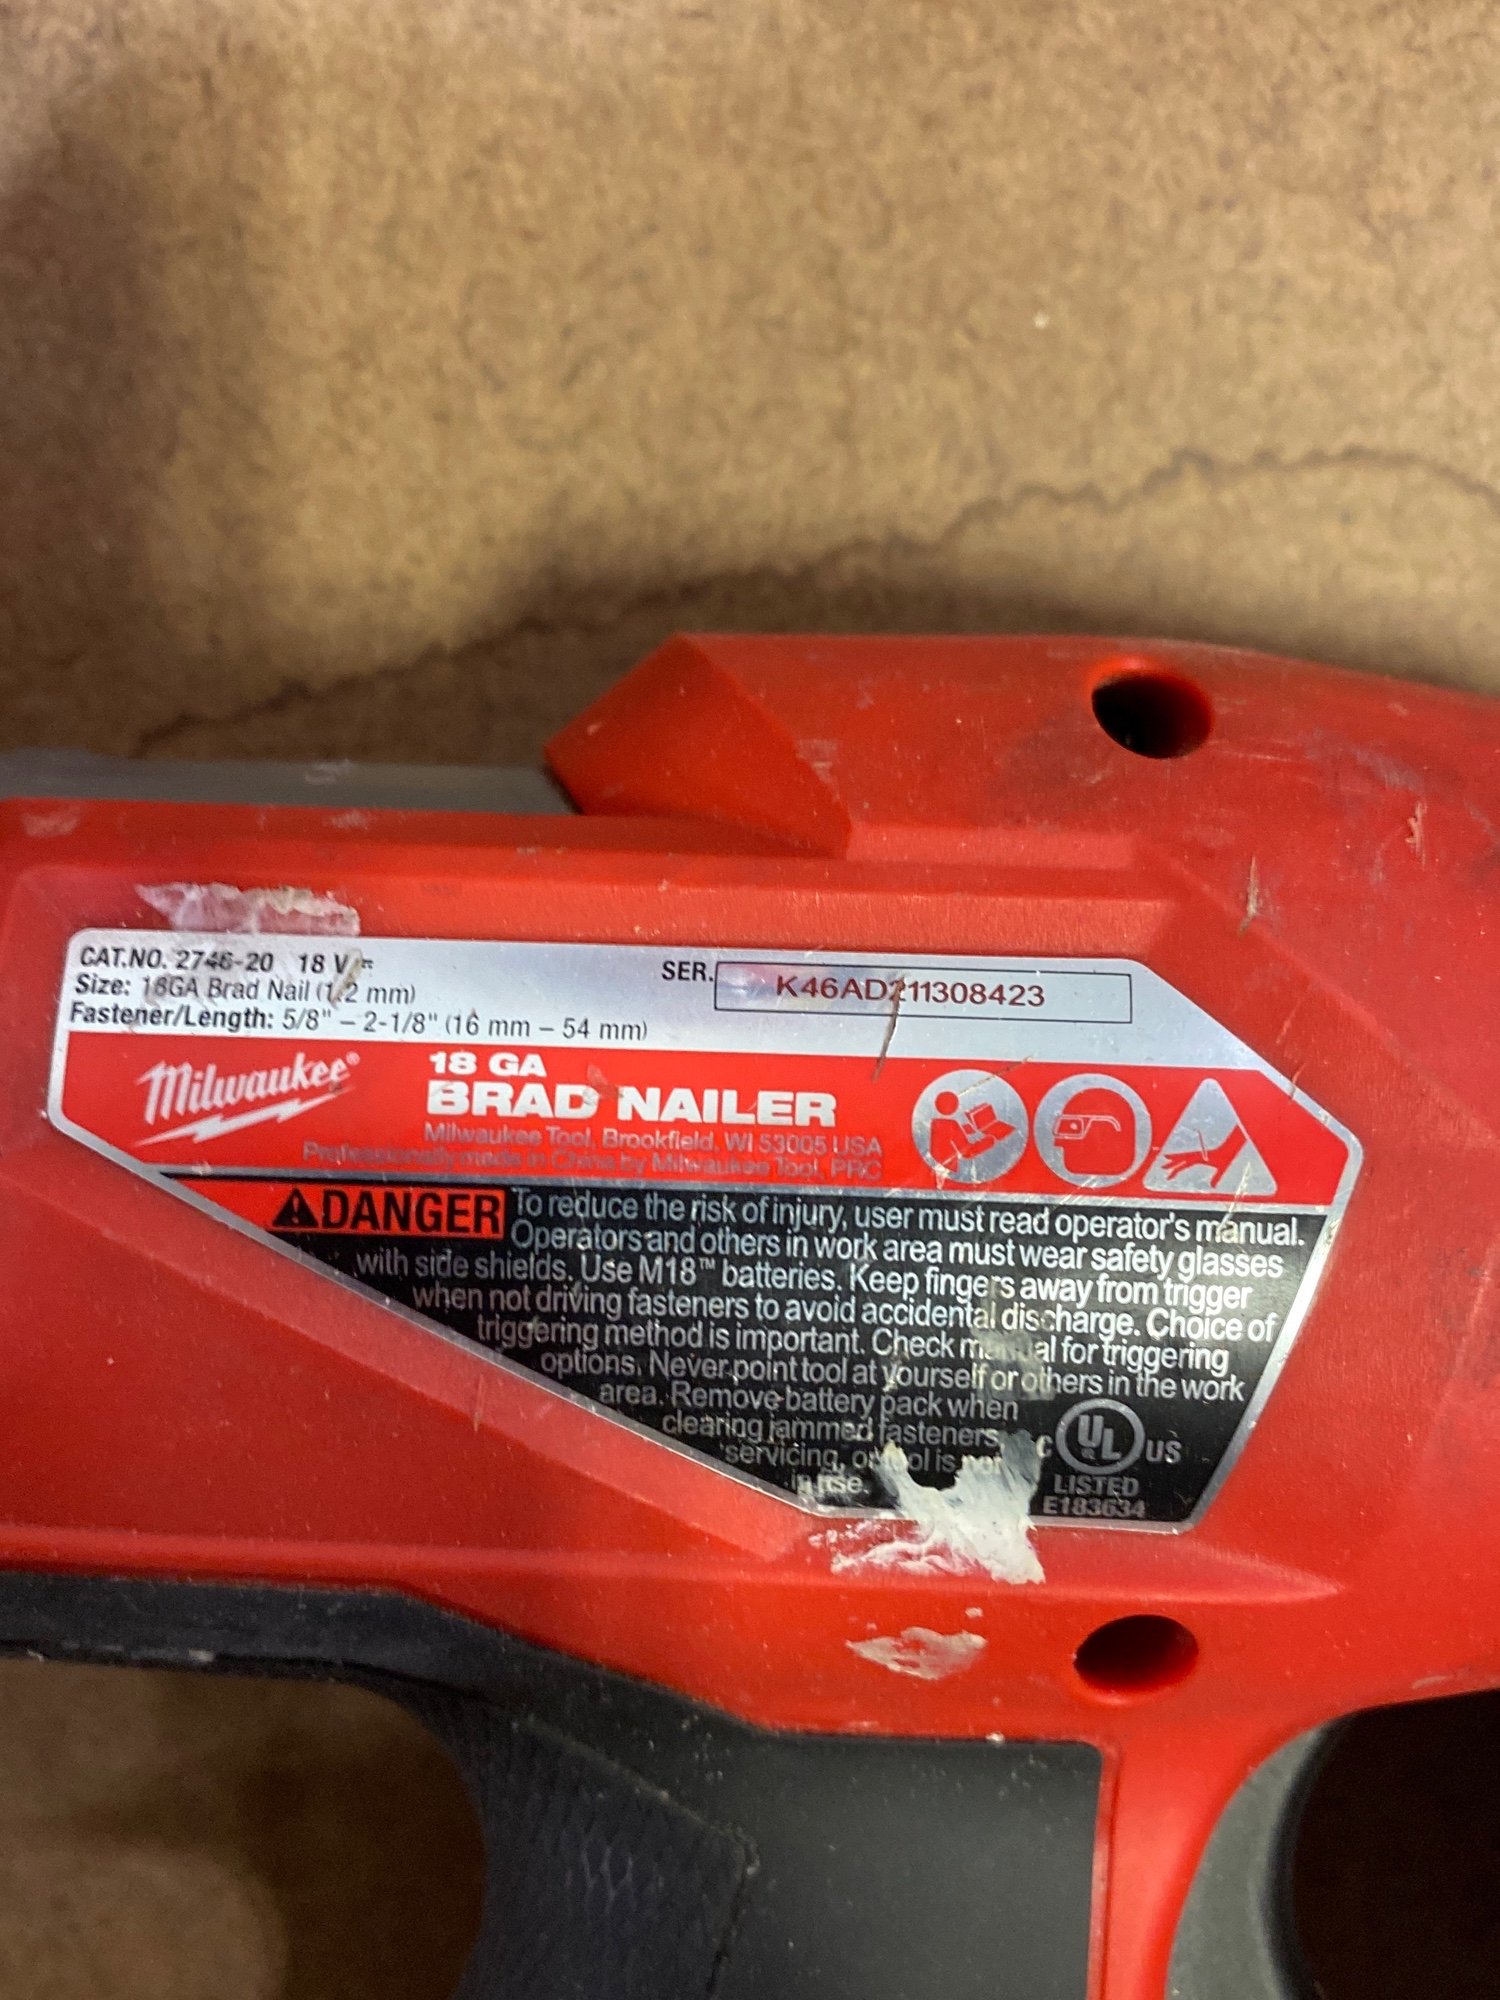 CAT.NO. 2746-20 18 V
Size: 18GA Brad Nail (1.2 mm)
Fastener/Length: 5/8" – 2-1/8" (16 mm – 54 mm)
SER. K46AD211308423
Milwaukee®
18 GA
BRAD NAILER
Milwaukee Tool, Brookfield, WI 53005 USA
Professionally made in China by Milwaukee Tool, PRC
DANGER To reduce the risk of injury, user must read operator's manual.
Operators and others in work area must wear safety glasses
with side shields. Use M18™ batteries. Keep fingers away from trigger
when not driving fasteners to avoid accidental discharge. Choice of
triggering method is important. Check manual for triggering
options. Never point tool at yourself or others in the work
area. Remove battery pack when
clearing jammed fasteners,
servicing, or tool is not
in use.
C UL US
LISTED
E183634